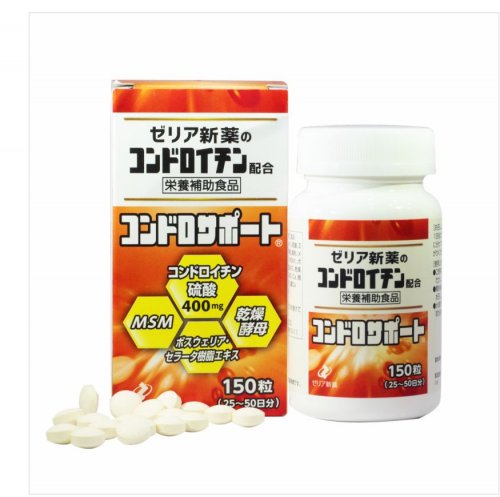 ゼリア新薬の
コンドロイチン配合
栄養補助食品
コンドロサポート®
コンドロイチン
硫酸
400mg
MSM
乾燥
酵母
ボスウェリア・
セラータ樹脂エキス
150粒
(25~50日分)
ゼリア新薬の
コンドロイチン配合
栄養補助食品
コンドロサポート
150粒
(25~50日分)
ゼリア新薬